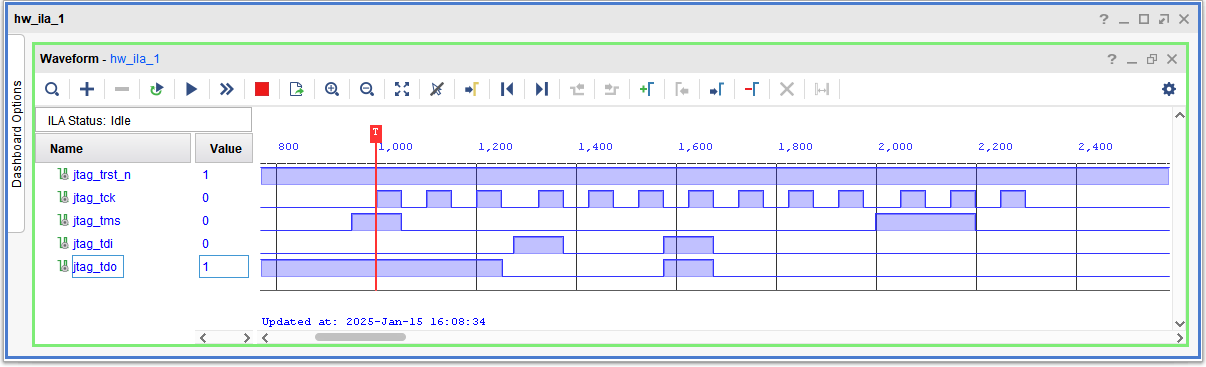 hw_ila_1
Dashboard Options
Waveform - hw_ila_1
ILA Status: Idle
Name Value
T
800 1,000 1,200 1,400 1,600 1,800 2,000 2,200 2,400
jtag_trst_n 1
jtag_tck 0
jtag_tms 0
jtag_tdi 0
jtag_tdo 1
Updated at: 2025-Jan-15 16:08:34